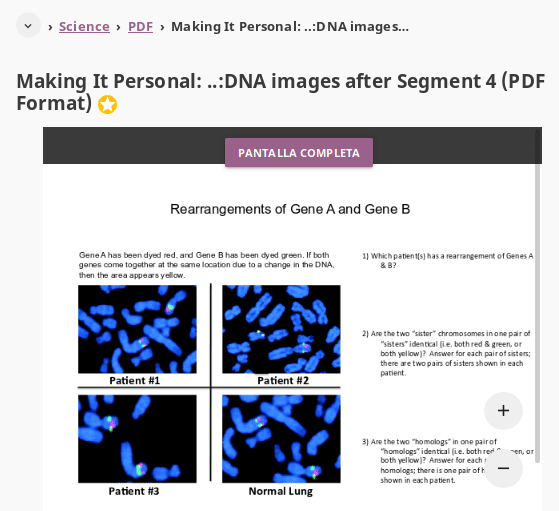 › Science › PDF › Making It Personal: ..:DNA images...
Making It Personal: ..:DNA images after Segment 4 (PDF
Format)
PANTALLA COMPLETA
Rearrangements of Gene A and Gene B
Gene A has been dyed red, and Gene B has been dyed green. If both
genes come together at the same location due to a change in the DNA,
then the area appears yellow.
Patient #1
Patient #2
Patient #3
Normal Lung
1) Which patient(s) has a rearrangement of Genes A
& B?
2) Are the two “sister” chromosomes in one pair of
“sisters” identical (i.e. both red & green, or
both yellow)? Answer for each pair of sisters;
there are two pairs of sisters shown in each
patient.
3) Are the two “homologs” in one pair of
“homologs” identical (i.e. both red en, or
both yellow)? Answer for each
homologs; there is one pair of
shown in each patient.